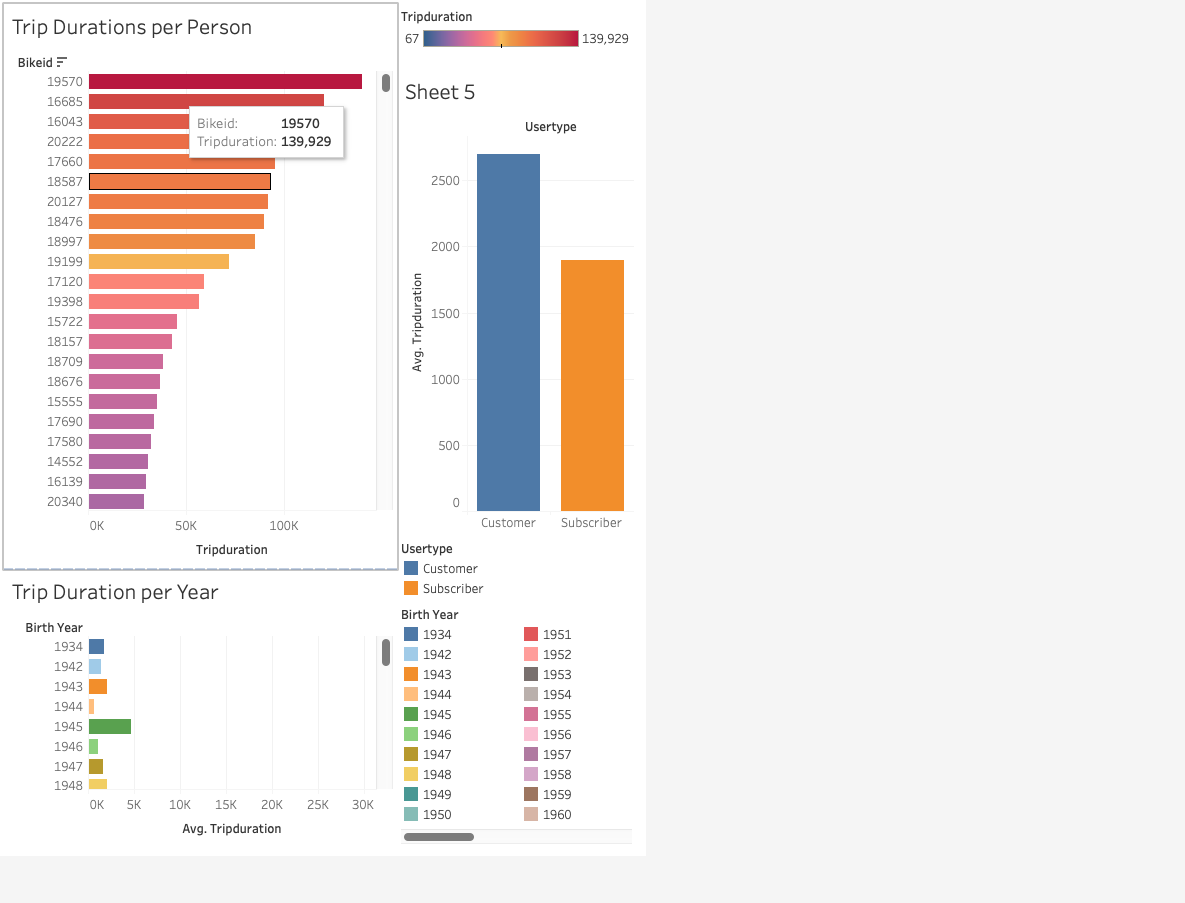 Trip Durations per Person
Bikeid
19570
16685
16043
20222
17660
18587
20127
18476
18997
19199
17120
19398
15722
18157
18709
18676
15555
17690
17580
14552
16139
20340
Bikeid: 19570
Tripduration: 139,929
0K 50K 100K
Tripduration
Tripduration
67 139,929
Sheet 5
Usertype
Avg. Tripduration
2500
2000
1500
1000
500
0
Customer Subscriber
Usertype
Customer
Subscriber
Trip Duration per Year
Birth Year
1934
1942
1943
1944
1945
1946
1947
1948
0K 5K 10K 15K 20K 25K 30K
Avg. Tripduration
Birth Year
1934 1951
1942 1952
1943 1953
1944 1954
1945 1955
1946 1956
1947 1957
1948 1958
1949 1959
1950 1960